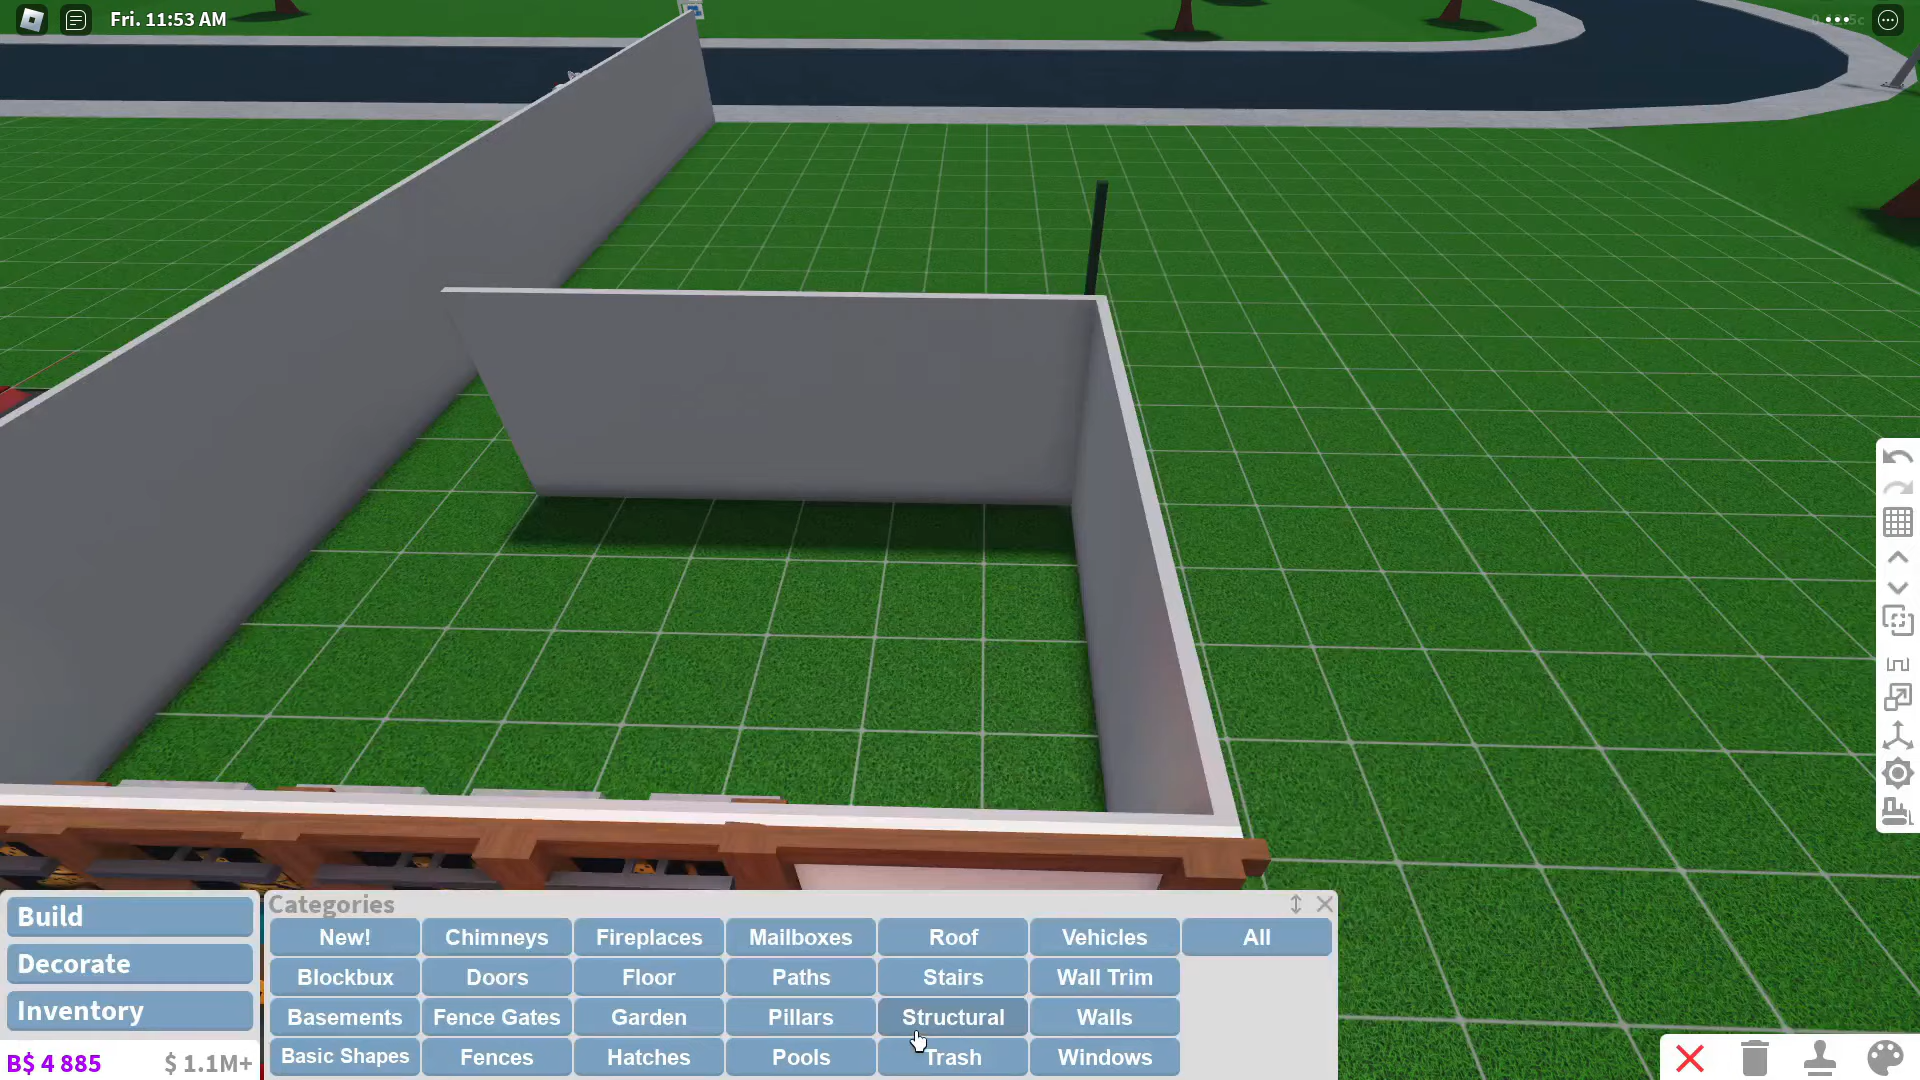 Fri. 11:53 AM
Build
Decorate
Inventory
B$ 4 885
$ 1.1M+
Categories
New! Chimneys Fireplaces Mailboxes Roof Vehicles All
Blockbux Doors Floor Paths Stairs Wall Trim
Basements Fence Gates Garden Pillars Structural Walls
Basic Shapes Fences Hatches Pools Trash Windows